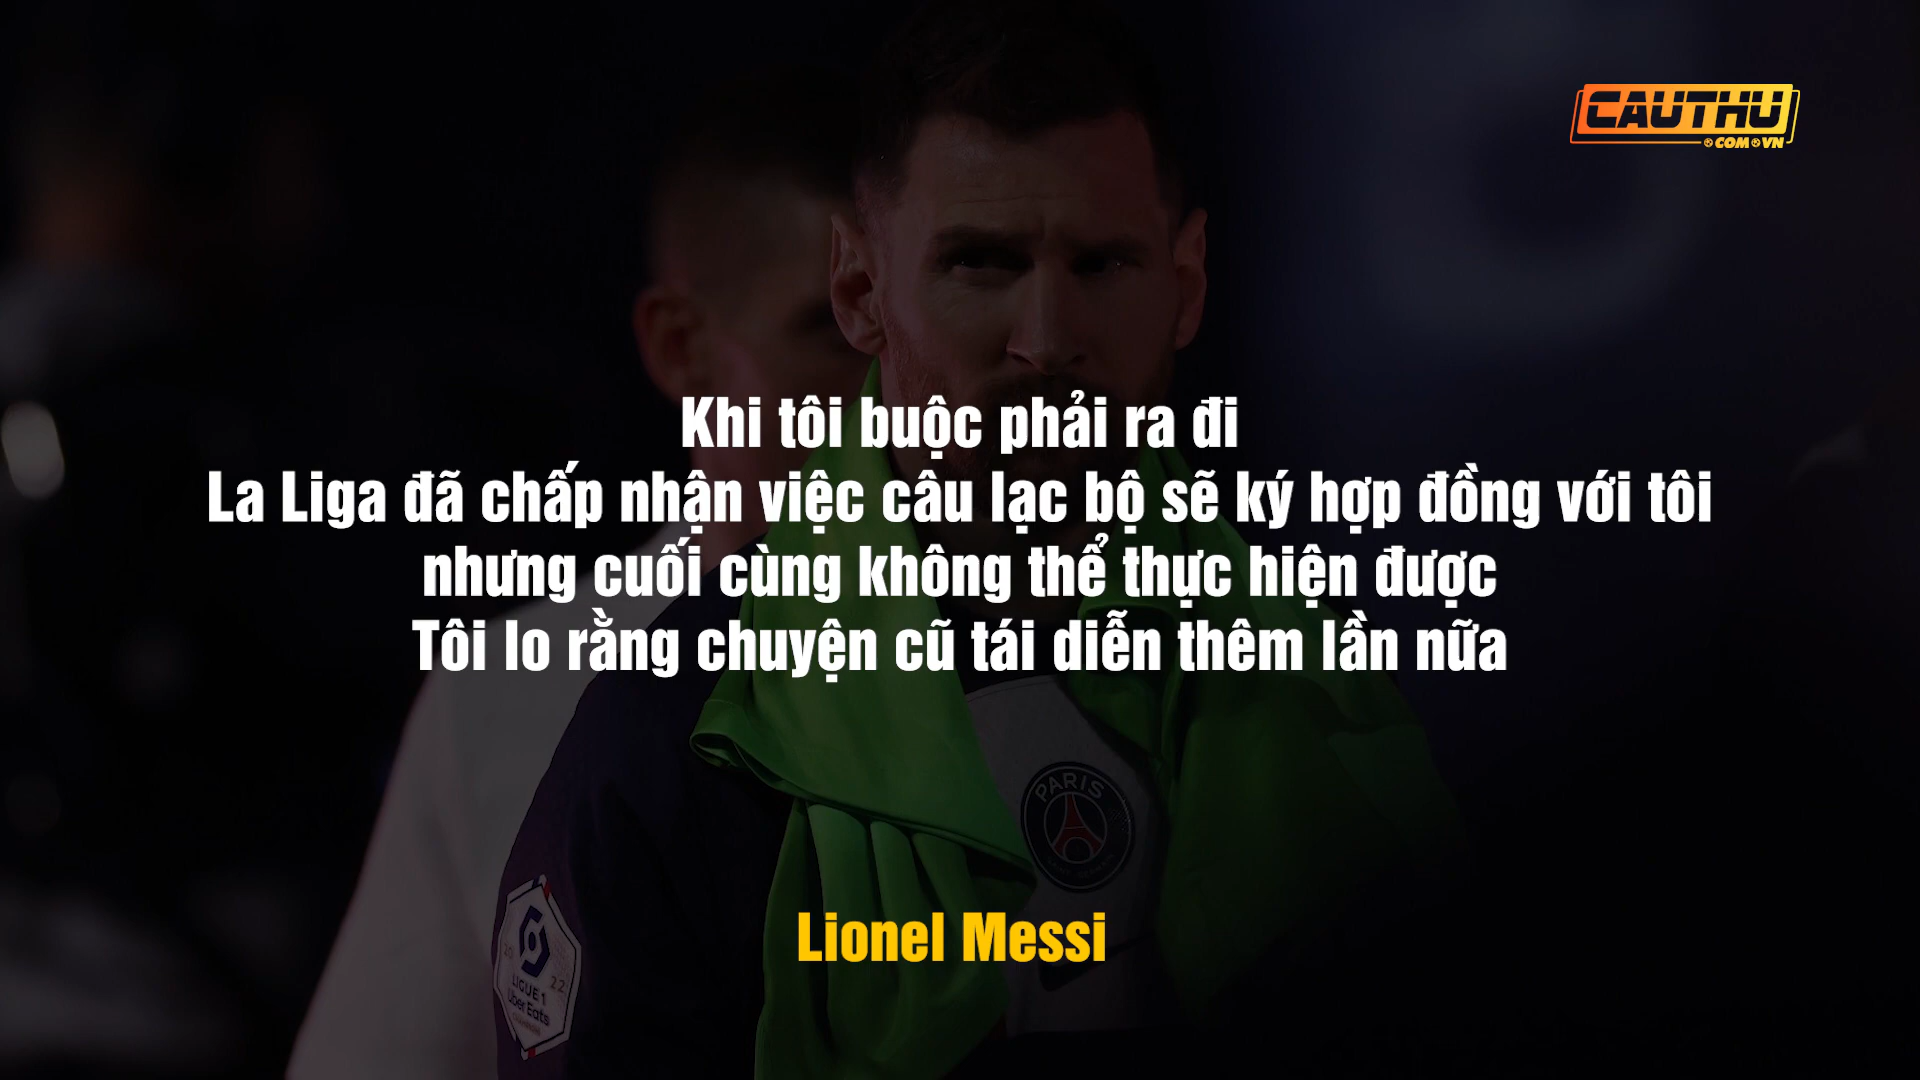 CAUTHU
COM VN
Khi tôi buộc phải ra đi
La Liga đã chấp nhận việc câu lạc bộ sẽ ký hợp đồng với tôi
nhưng cuối cùng không thể thực hiện được
Tôi lo rằng chuyện cũ tái diễn thêm lần nữa
PARIS
Lionel Messi
20 22
LIGUE 1
Uber Eats